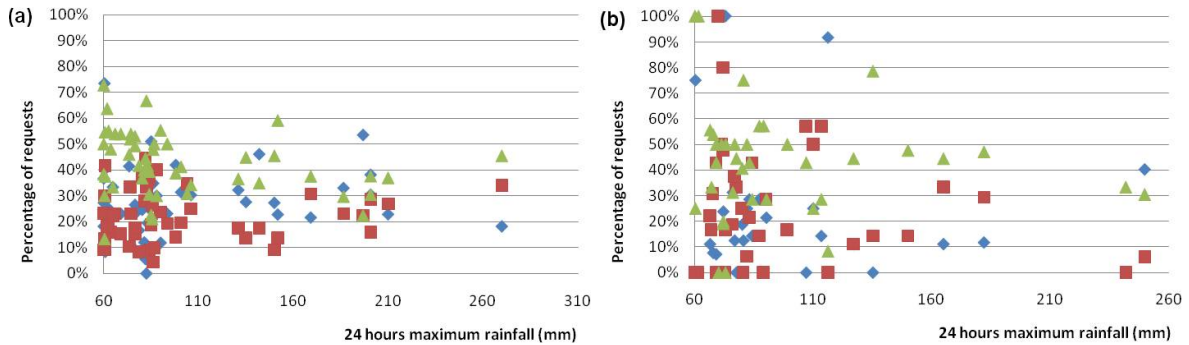 (a)
Percentage of requests
100%
90%
80%
70%
60%
50%
40%
30%
20%
10%
0%
60 110 160 210 260 310
24 hours maximum rainfall (mm)
(b)
Percentage of requests
100%
90%
80%
70%
60%
50%
40%
30%
20%
10%
0%
60 110 160 210 260
24 hours maximum rainfall (mm)